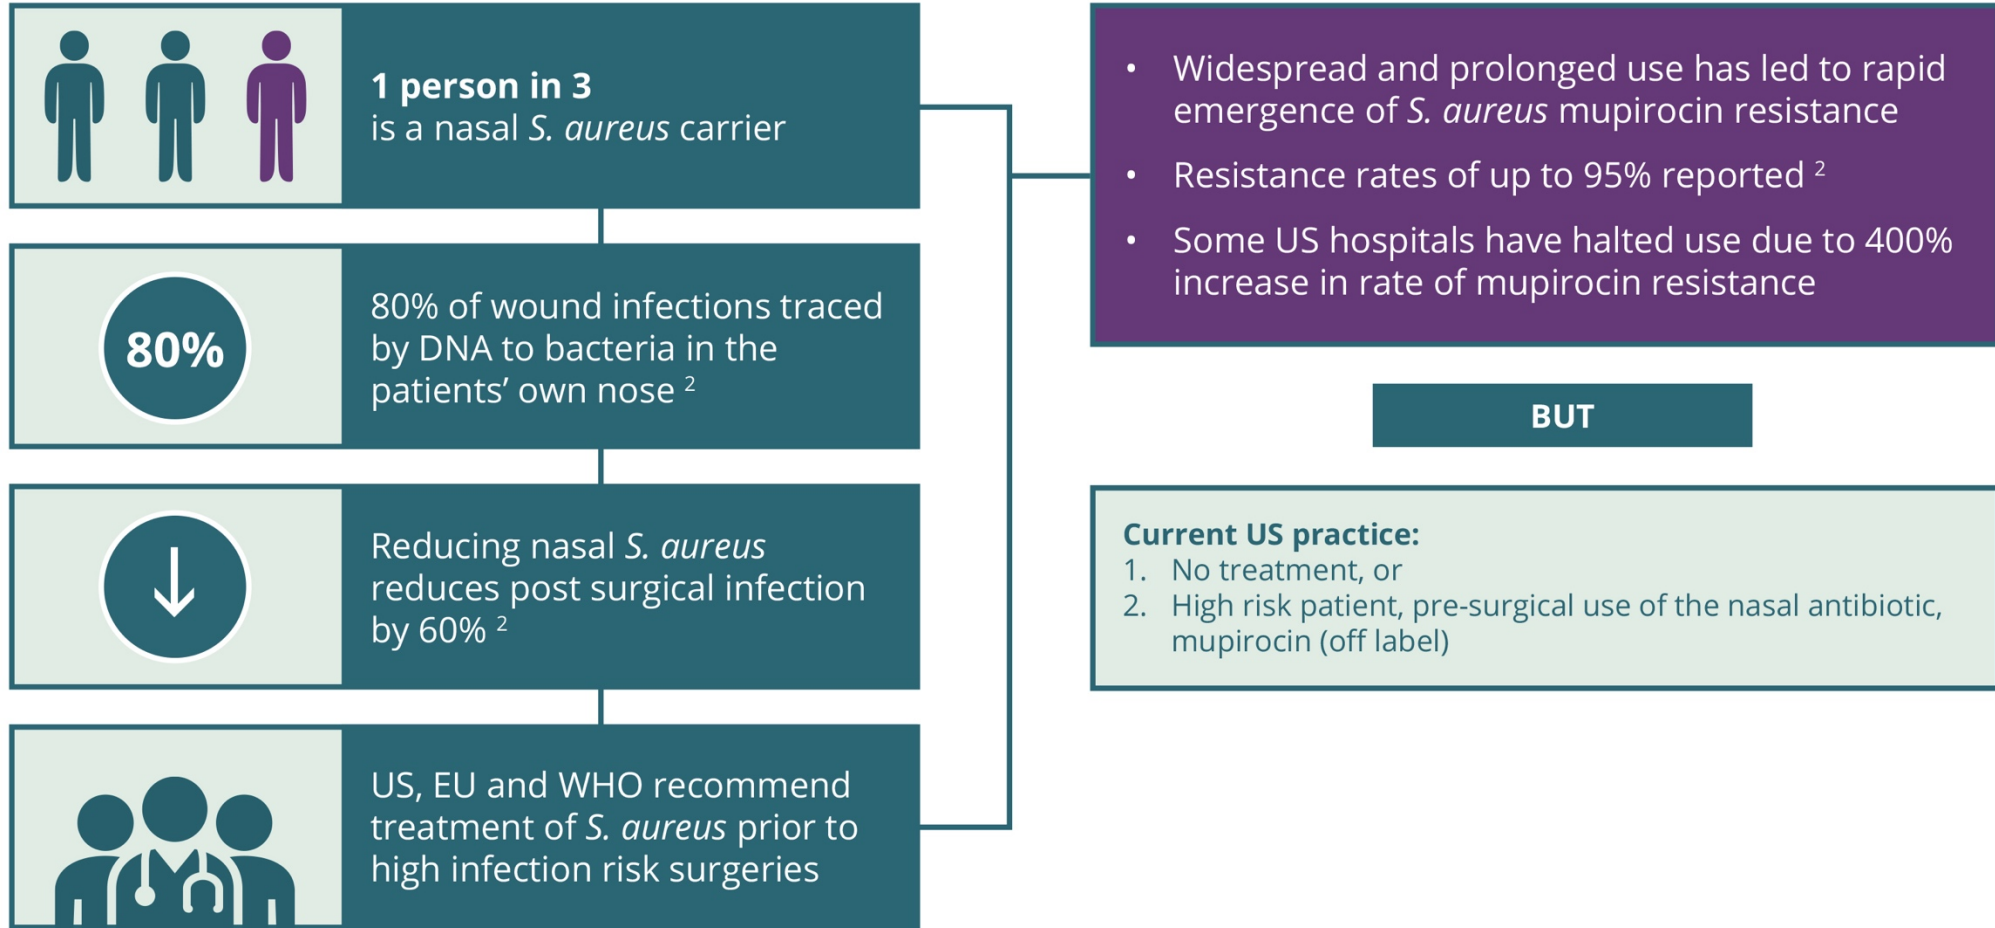 1 person in 3
is a nasal S. aureus carrier
80%
80% of wound infections traced
by DNA to bacteria in the
patients’ own nose 2
Reducing nasal S. aureus
reduces post surgical infection
by 60% 2
US, EU and WHO recommend
treatment of S. aureus prior to
high infection risk surgeries
• Widespread and prolonged use has led to rapid
emergence of S. aureus mupirocin resistance
• Resistance rates of up to 95% reported 2
• Some US hospitals have halted use due to 400%
increase in rate of mupirocin resistance
BUT
Current US practice:
1. No treatment, or
2. High risk patient, pre-surgical use of the nasal antibiotic,
mupirocin (off label)